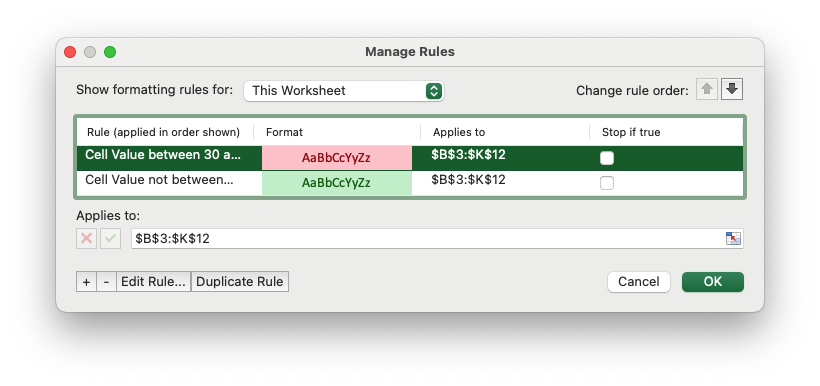 Manage Rules
Show formatting rules for: This Worksheet Change rule order:
Rule (applied in order shown) Format Applies to Stop if true
Cell Value between 30 a... AaBbCcYyZz $B$3:$K$12
Cell Value not between... AaBbCcYyZz $B$3:$K$12
Applies to:
$B$3:$K$12
+ - Edit Rule... Duplicate Rule Cancel OK